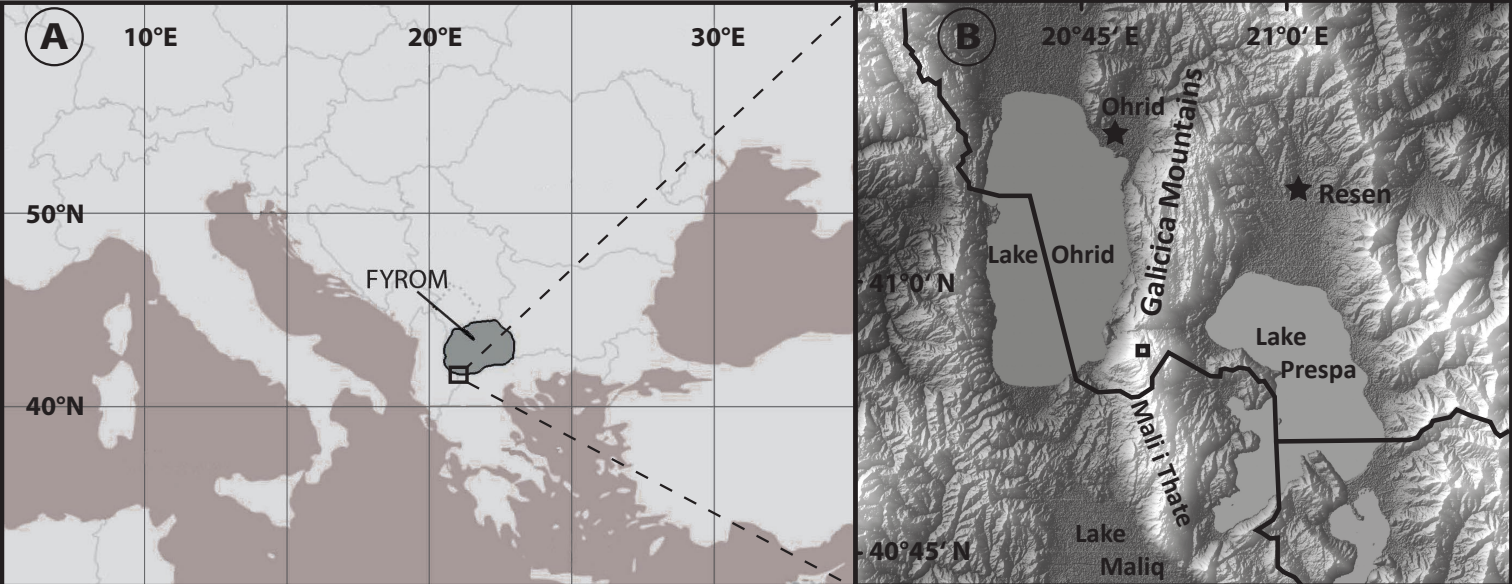 A
10°E
20°E
30°E
50°N
FYROM
40°N
B
20°45‘ E
21°0‘ E
Ohrid
Galicica Mountains
Resen
Lake Ohrid
41°0‘ N
Lake
Prespa
Mali i Thate
Lake
Maliq
40°45‘ N